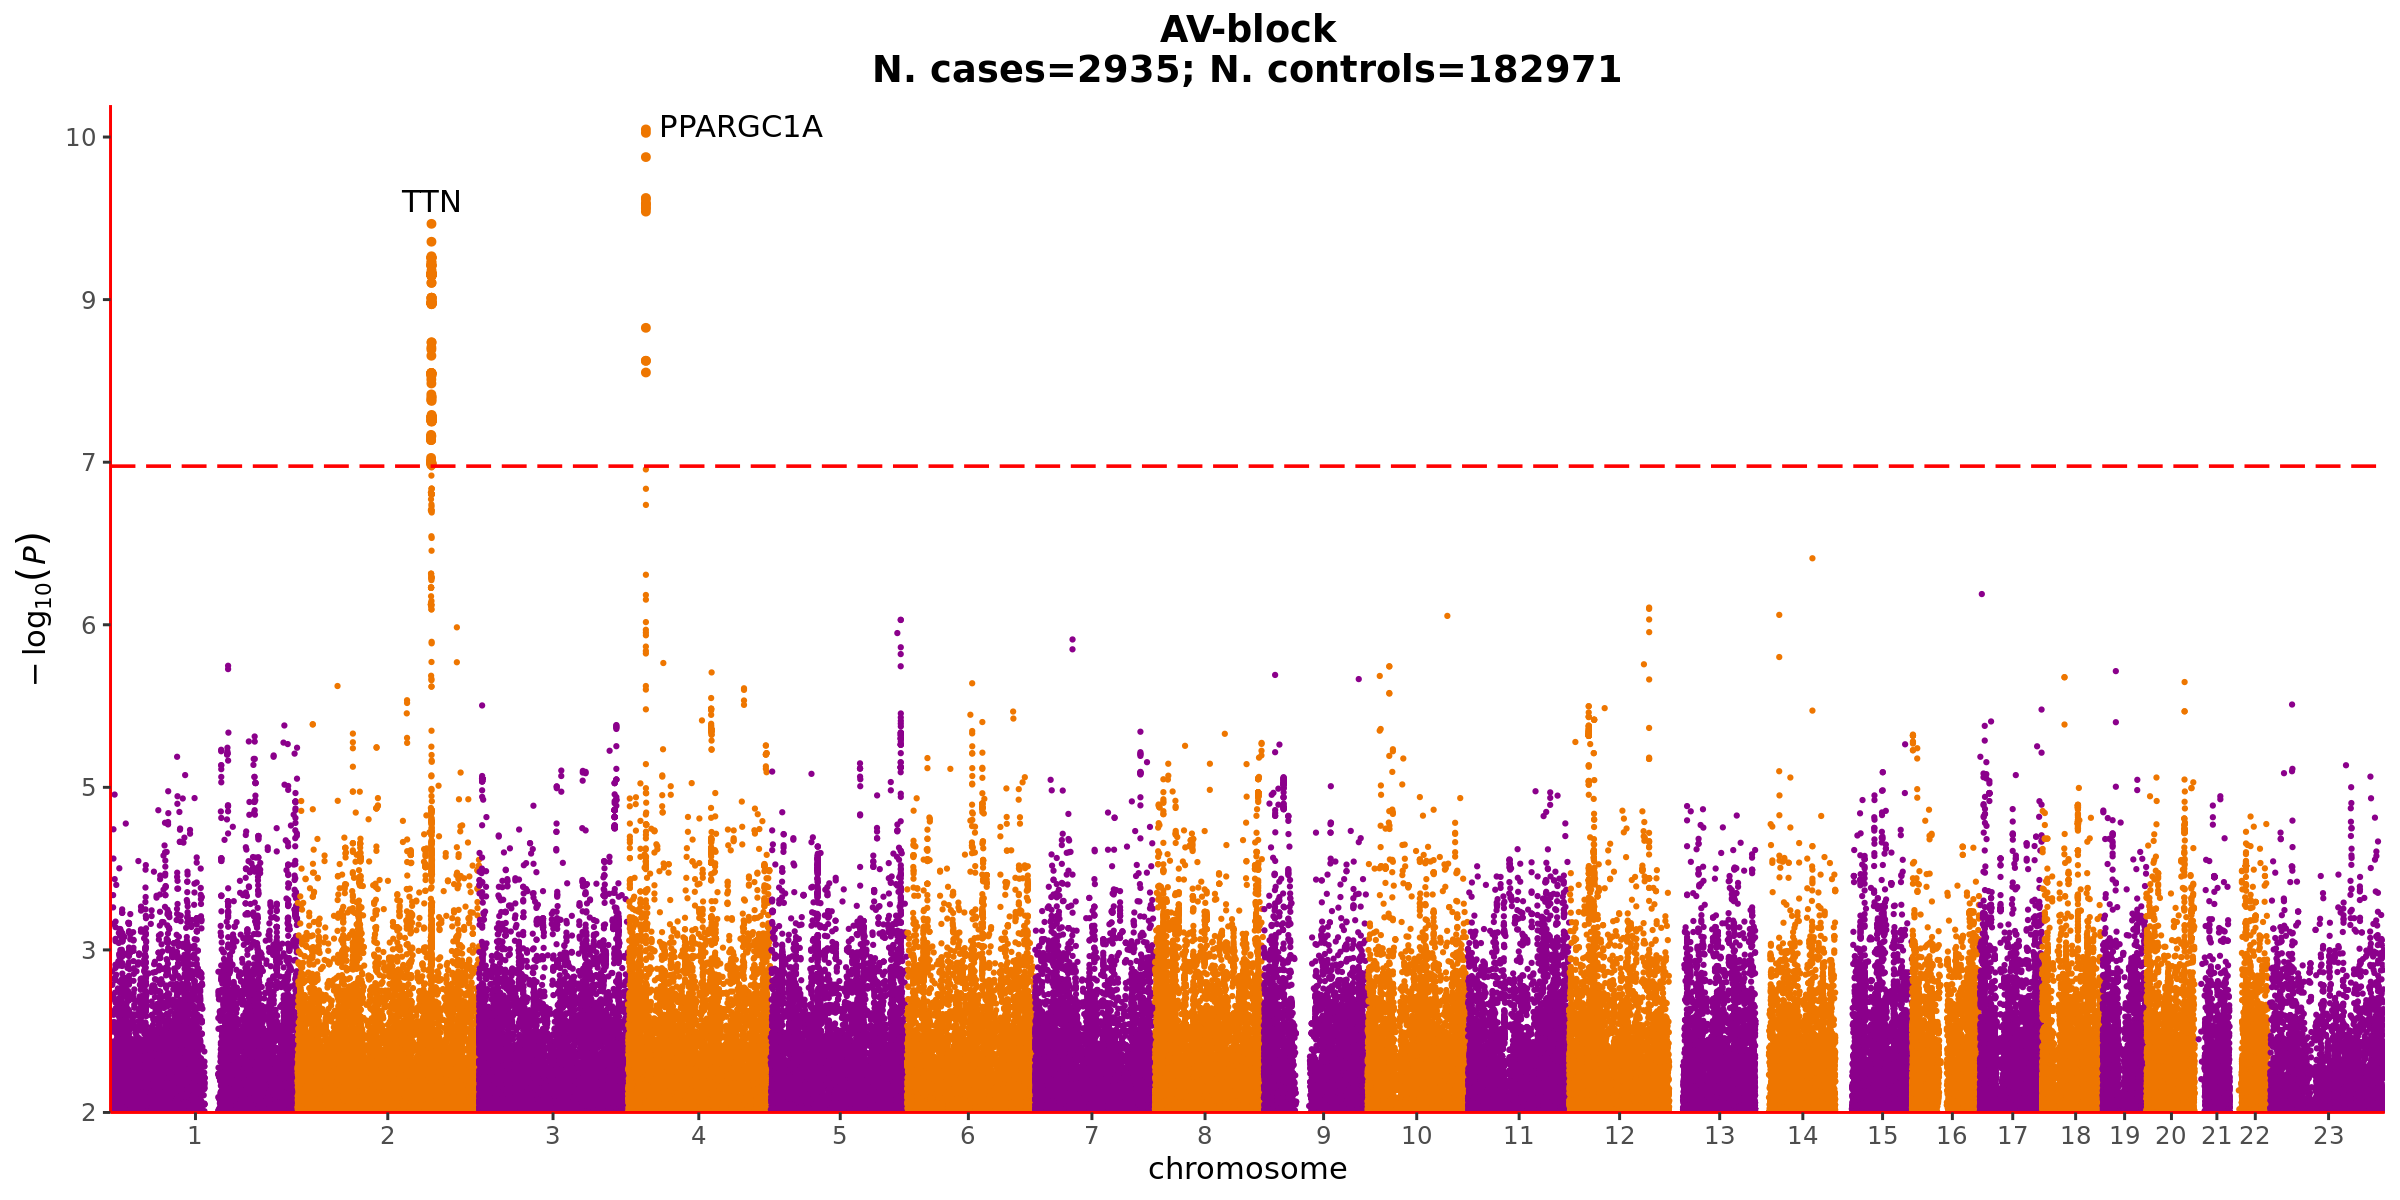 AV-block
N. cases=2935; N. controls=182971
PPARGC1A
TTN
10
9
7
6
5
3
2
−log10(P)
1 2 3 4 5 6 7 8 9 10 11 12 13 14 15 16 17 18 19 20 21 22 23
chromosome